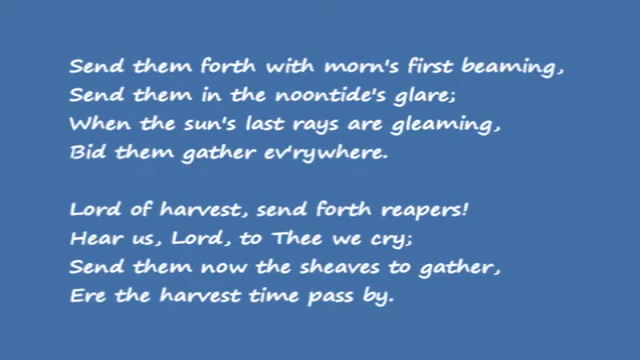 Send them forth with morn's first beaming,
Send them in the noontide's glare;
When the sun's last rays are gleaming,
Bid them gather ev'rywhere.
Lord of harvest, send forth reapers!
Hear us, Lord, to Thee we cry;
Send them now the sheaves to gather,
Ere the harvest time pass by.